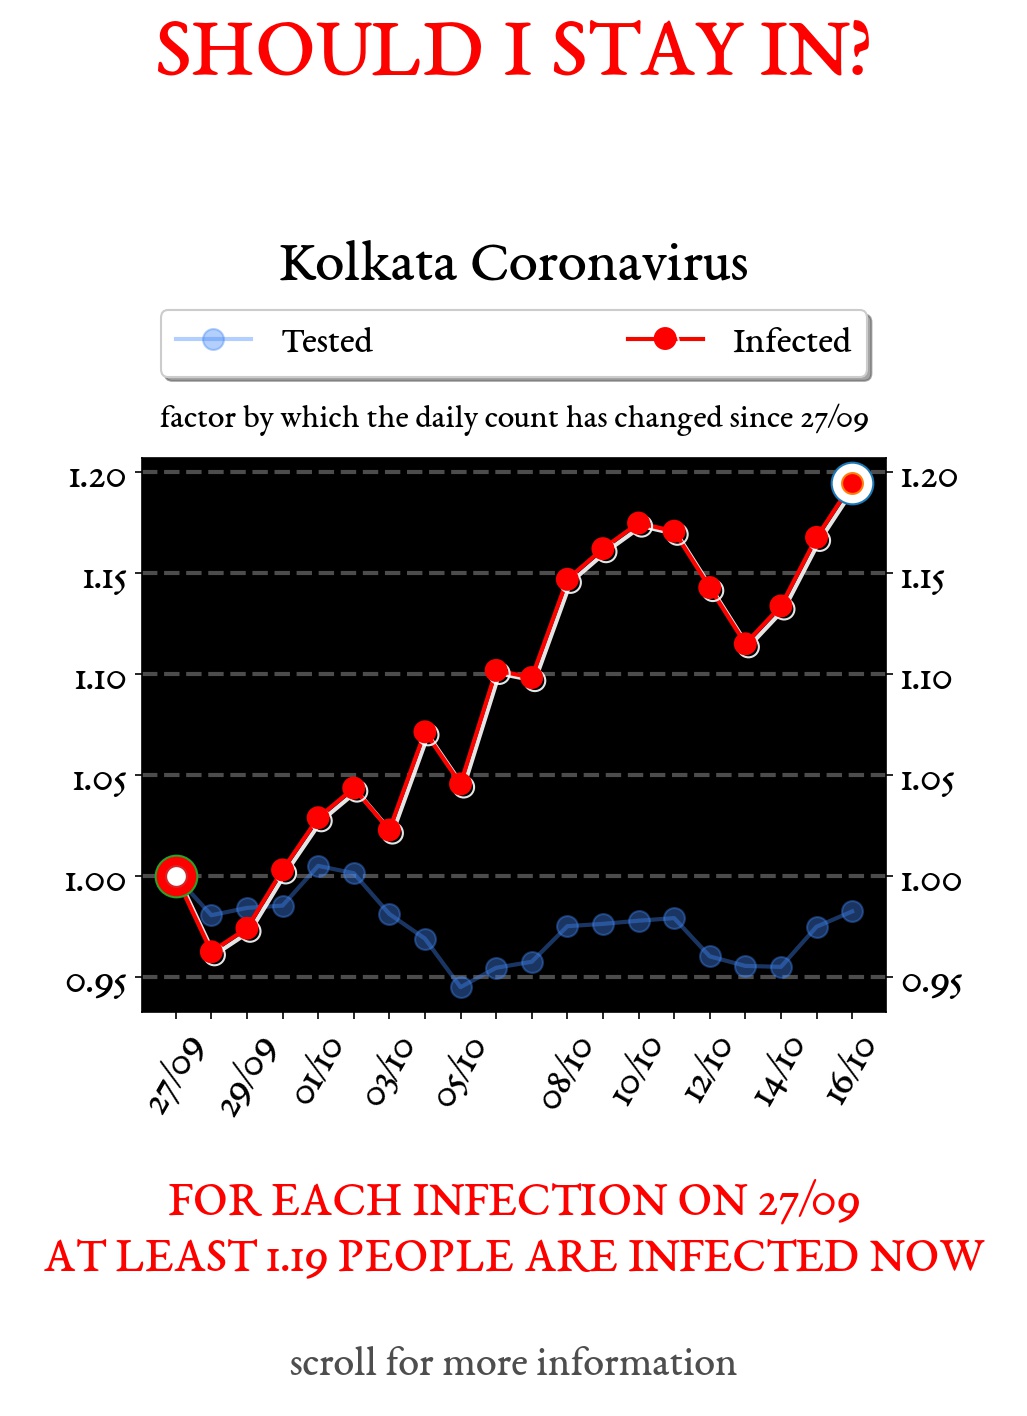 SHOULD I STAY IN?
Kolkata Coronavirus
Tested Infected
factor by which the daily count has changed since 27/09
1.20 1.20
1.15 1.15
1.10 1.10
1.05 1.05
1.00 1.00
0.95 0.95
27/09 29/09 01/10 03/10 05/10 08/10 10/10 12/10 14/10 16/10
FOR EACH INFECTION ON 27/09
AT LEAST 1.19 PEOPLE ARE INFECTED NOW
scroll for more information